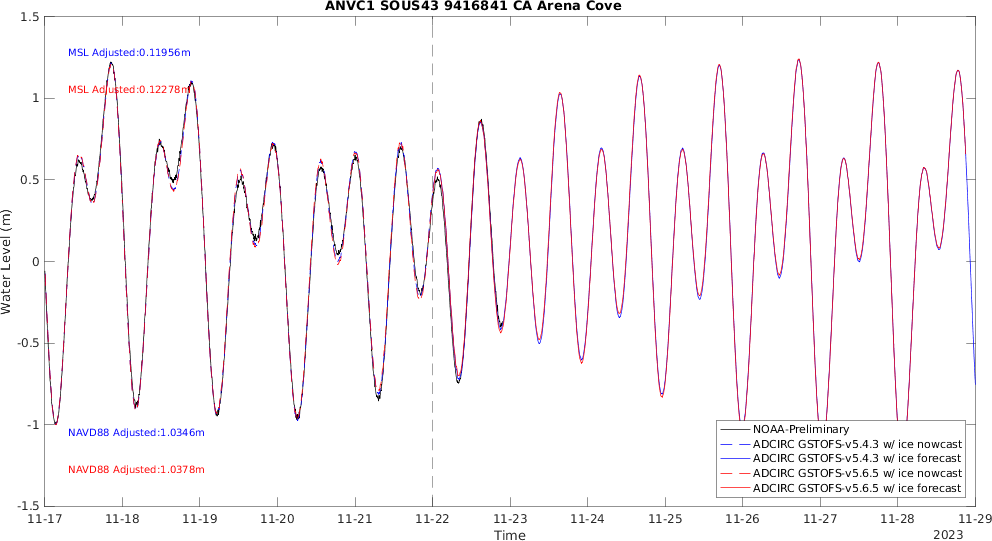 ANVC1 SOUS43 9416841 CA Arena Cove
1.5
1
0.5
0
-0.5
-1
-1.5
Water Level (m)
MSL Adjusted:0.11956m
MSL Adjusted:0.12278m
NAVD88 Adjusted:1.0346m
NAVD88 Adjusted:1.0378m
NOAA-Preliminary
ADCIRC GSTOFS-v5.4.3 w/ ice nowcast
ADCIRC GSTOFS-v5.4.3 w/ ice forecast
ADCIRC GSTOFS-v5.6.5 w/ ice nowcast
ADCIRC GSTOFS-v5.6.5 w/ ice forecast
11-17 11-18 11-19 11-20 11-21 11-22 11-23 11-24 11-25 11-26 11-27 11-28 11-29
Time
2023